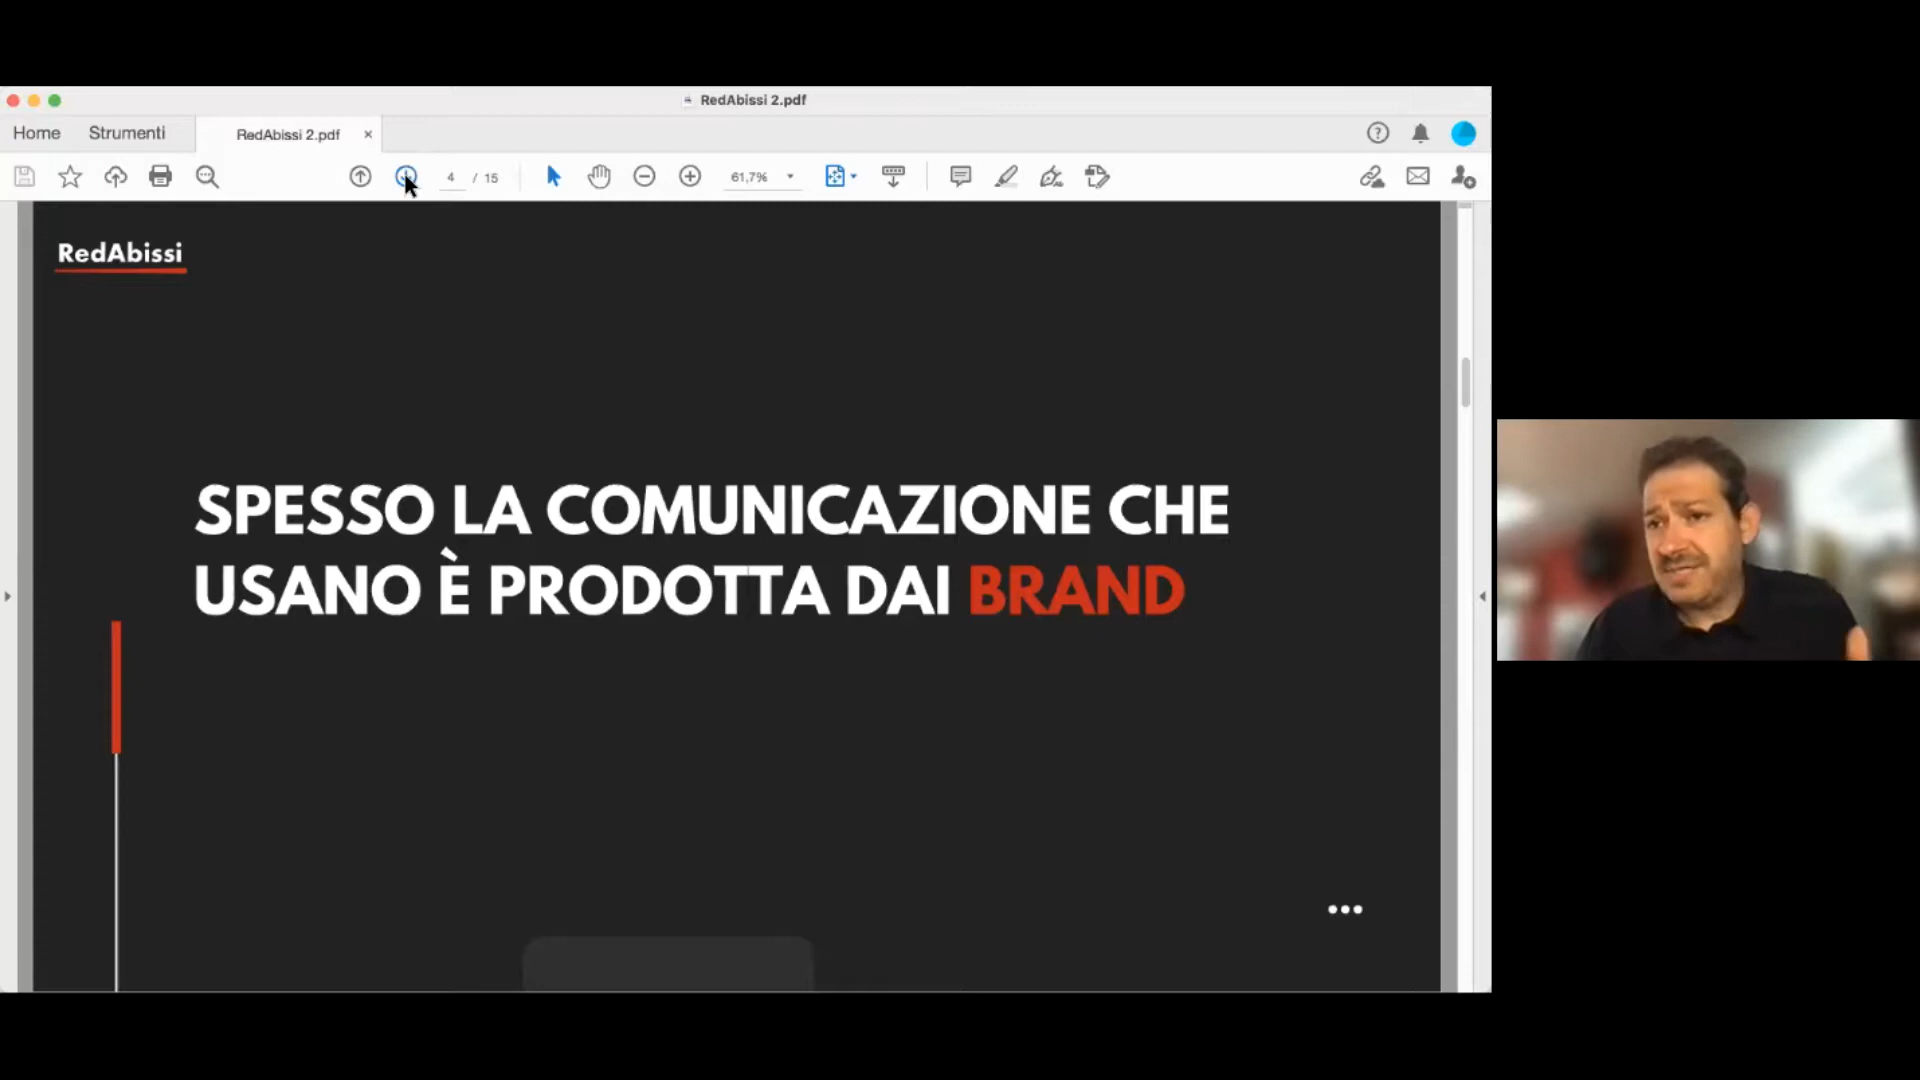 RedAbissi 2.pdf
Home Strumenti RedAbissi 2.pdf
4 / 15 61,7%
RedAbissi
SPESSO LA COMUNICAZIONE CHE
USANO È PRODOTTA DAI BRAND